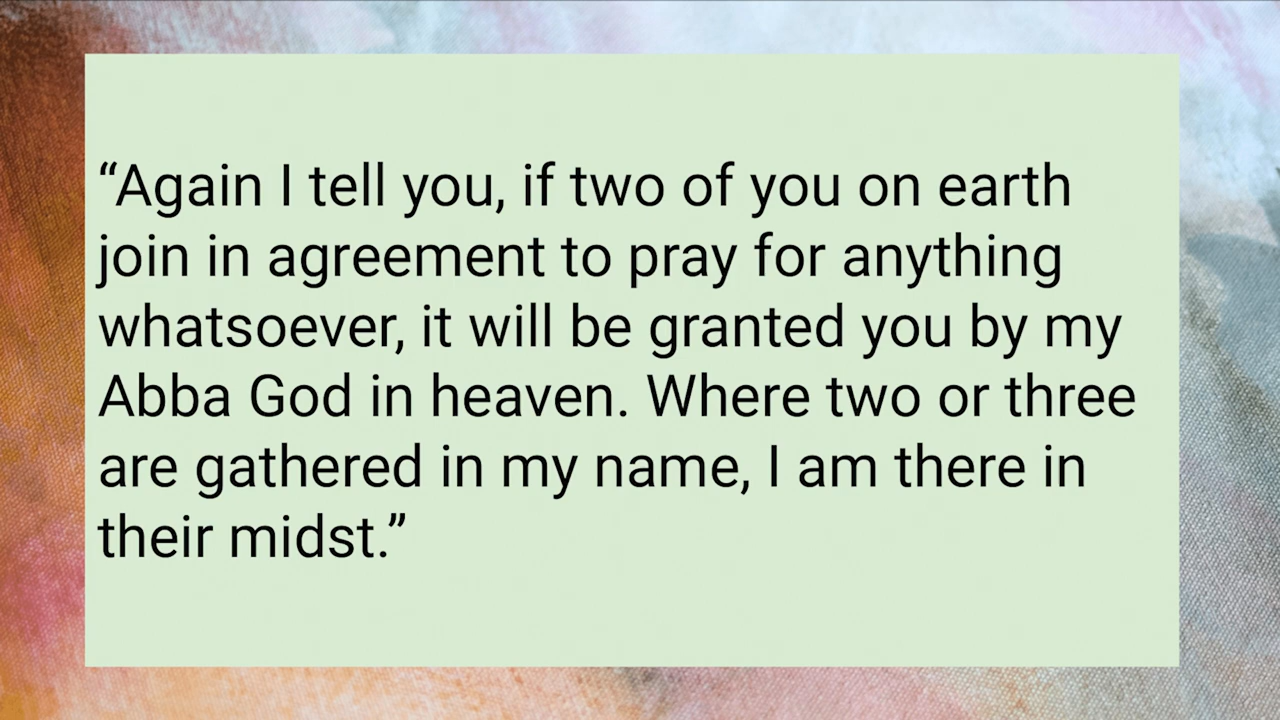 “Again I tell you, if two of you on earth
join in agreement to pray for anything
whatsoever, it will be granted you by my
Abba God in heaven. Where two or three
are gathered in my name, I am there in
their midst.”